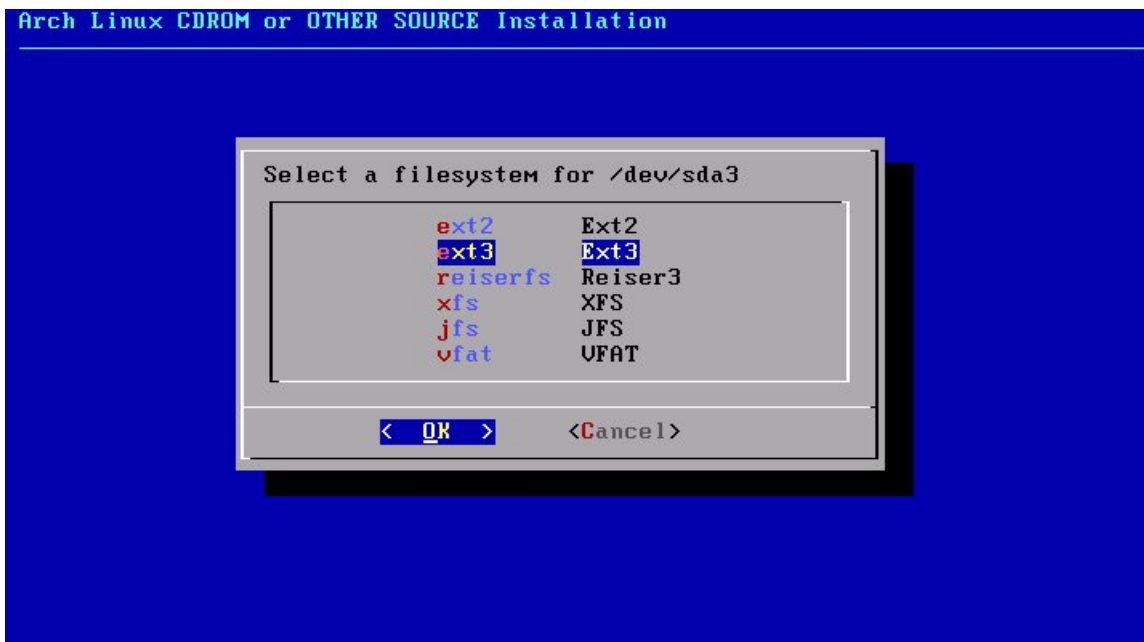 Arch Linux CDROM or OTHER SOURCE Installation
Select a filesystem for /dev/sda3
ext2 Ext2
ext3 Ext3
reiserfs Reiser3
xfs XFS
jfs JFS
vfat VFAT
< OK > <Cancel>